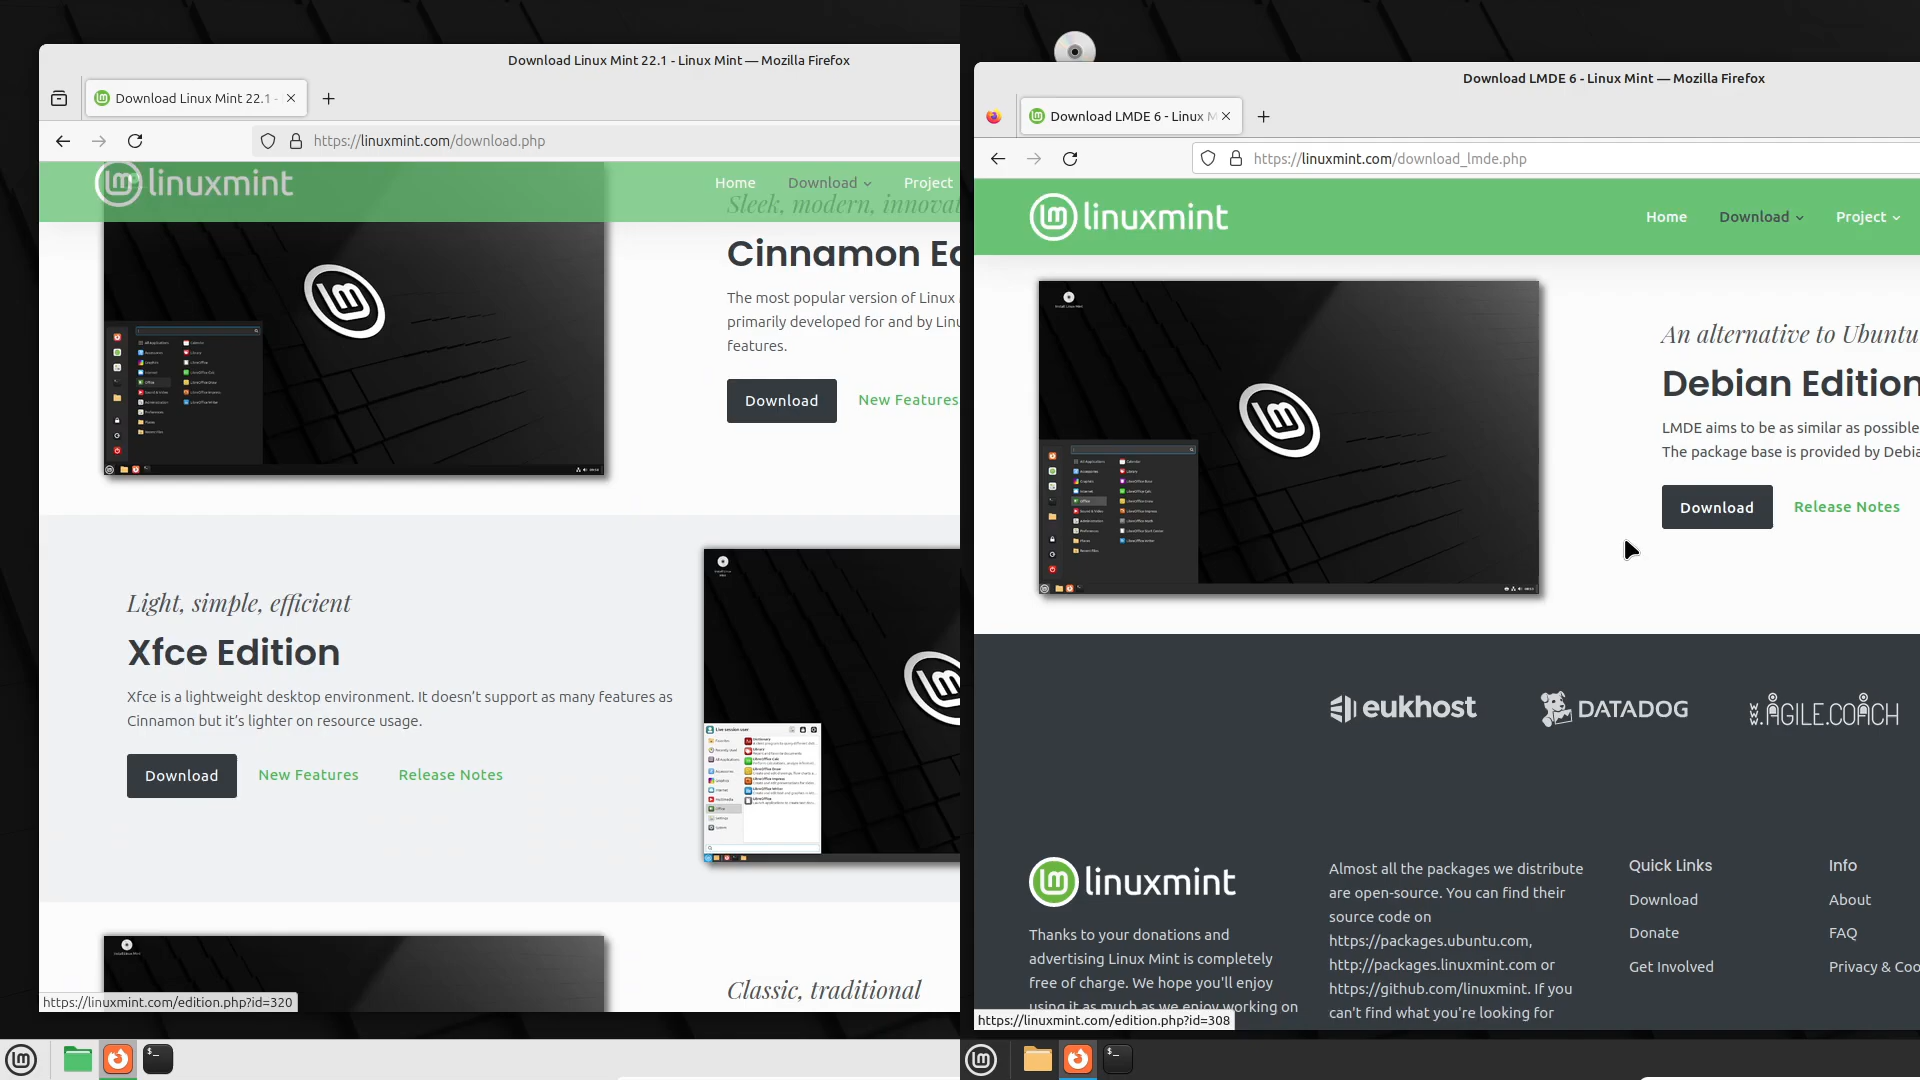 Download Linux Mint 22.1 - Linux Mint — Mozilla Firefox
Download Linux Mint 22.1 -
https://linuxmint.com/download.php
linuxmint
Home
Download
Project
Sleek, modern, innovat
Cinnamon Ed
The most popular version of Linux
primarily developed for and by Linu
features.
Download
New Features
Light, simple, efficient
Xfce Edition
Xfce is a lightweight desktop environment. It doesn't support as many features as
Cinnamon but it's lighter on resource usage.
Download
New Features
Release Notes
Classic, traditional
https://linuxmint.com/edition.php?id=320
Download LMDE 6 - Linux Mint — Mozilla Firefox
Download LMDE 6 - Linux M
https://linuxmint.com/download_lmde.php
linuxmint
Home
Download
Project
An alternative to Ubuntu
Debian Edition
LMDE aims to be as similar as possible
The package base is provided by Debia
Download
Release Notes
eukhost
DATADOG
WWW.AGILE.COACH
linuxmint
Thanks to your donations and
advertising Linux Mint is completely
free of charge. We hope you'll enjoy
using it as much as we enjoy working on
Almost all the packages we distribute
are open-source. You can find their
source code on
https://packages.ubuntu.com,
http://packages.linuxmint.com or
https://github.com/linuxmint. If you
can't find what you're looking for
Quick Links
Download
Donate
Get Involved
Info
About
FAQ
Privacy & Coo
https://linuxmint.com/edition.php?id=308